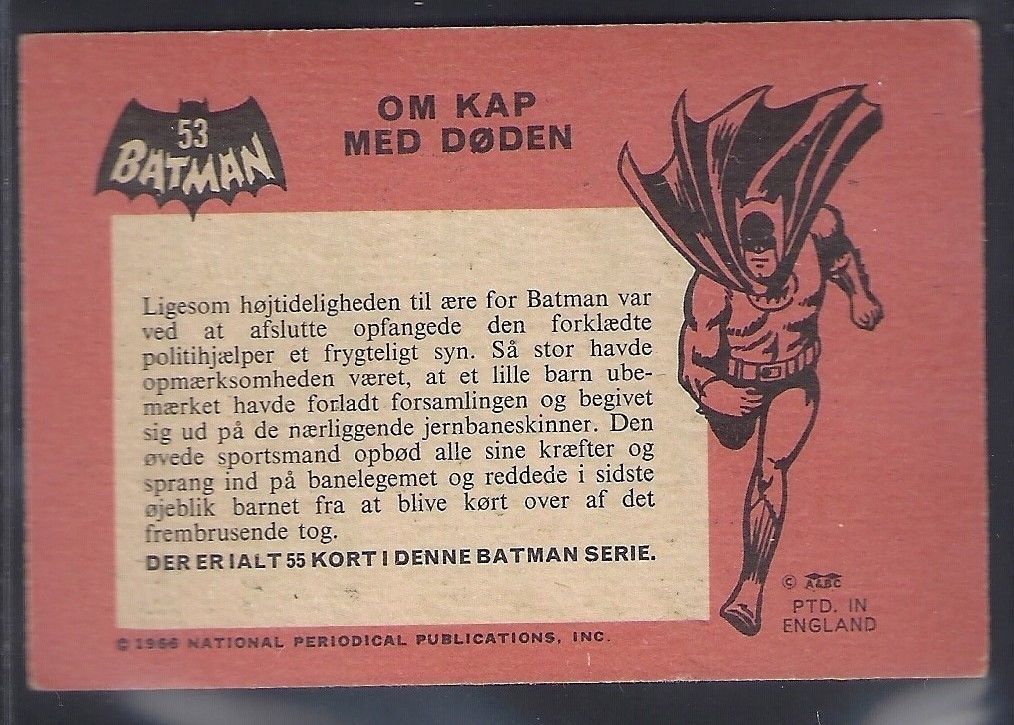 53
BATMAN
OM KAP
MED DØDEN
Ligesom højtideligheden til ære for Batman var
ved at afslutte opfangede den forklædte
politihjælper et frygteligt syn. Så stor havde
opmærksomheden været, at et lille barn ube-
mærket havde forladt forsamlingen og begivet
sig ud på de nærliggende jernbaneskinner. Den
øvede sportsmand opbød alle sine kræfter og
sprang ind på banelegemet og reddede i sidste
øjeblik barnet fra at blive kørt over af det
frembrusende tog.
DER ER IALT 55 KORT I DENNE BATMAN SERIE.
© A&BC
PTD. IN
ENGLAND
© 1966 NATIONAL PERIODICAL PUBLICATIONS, INC.